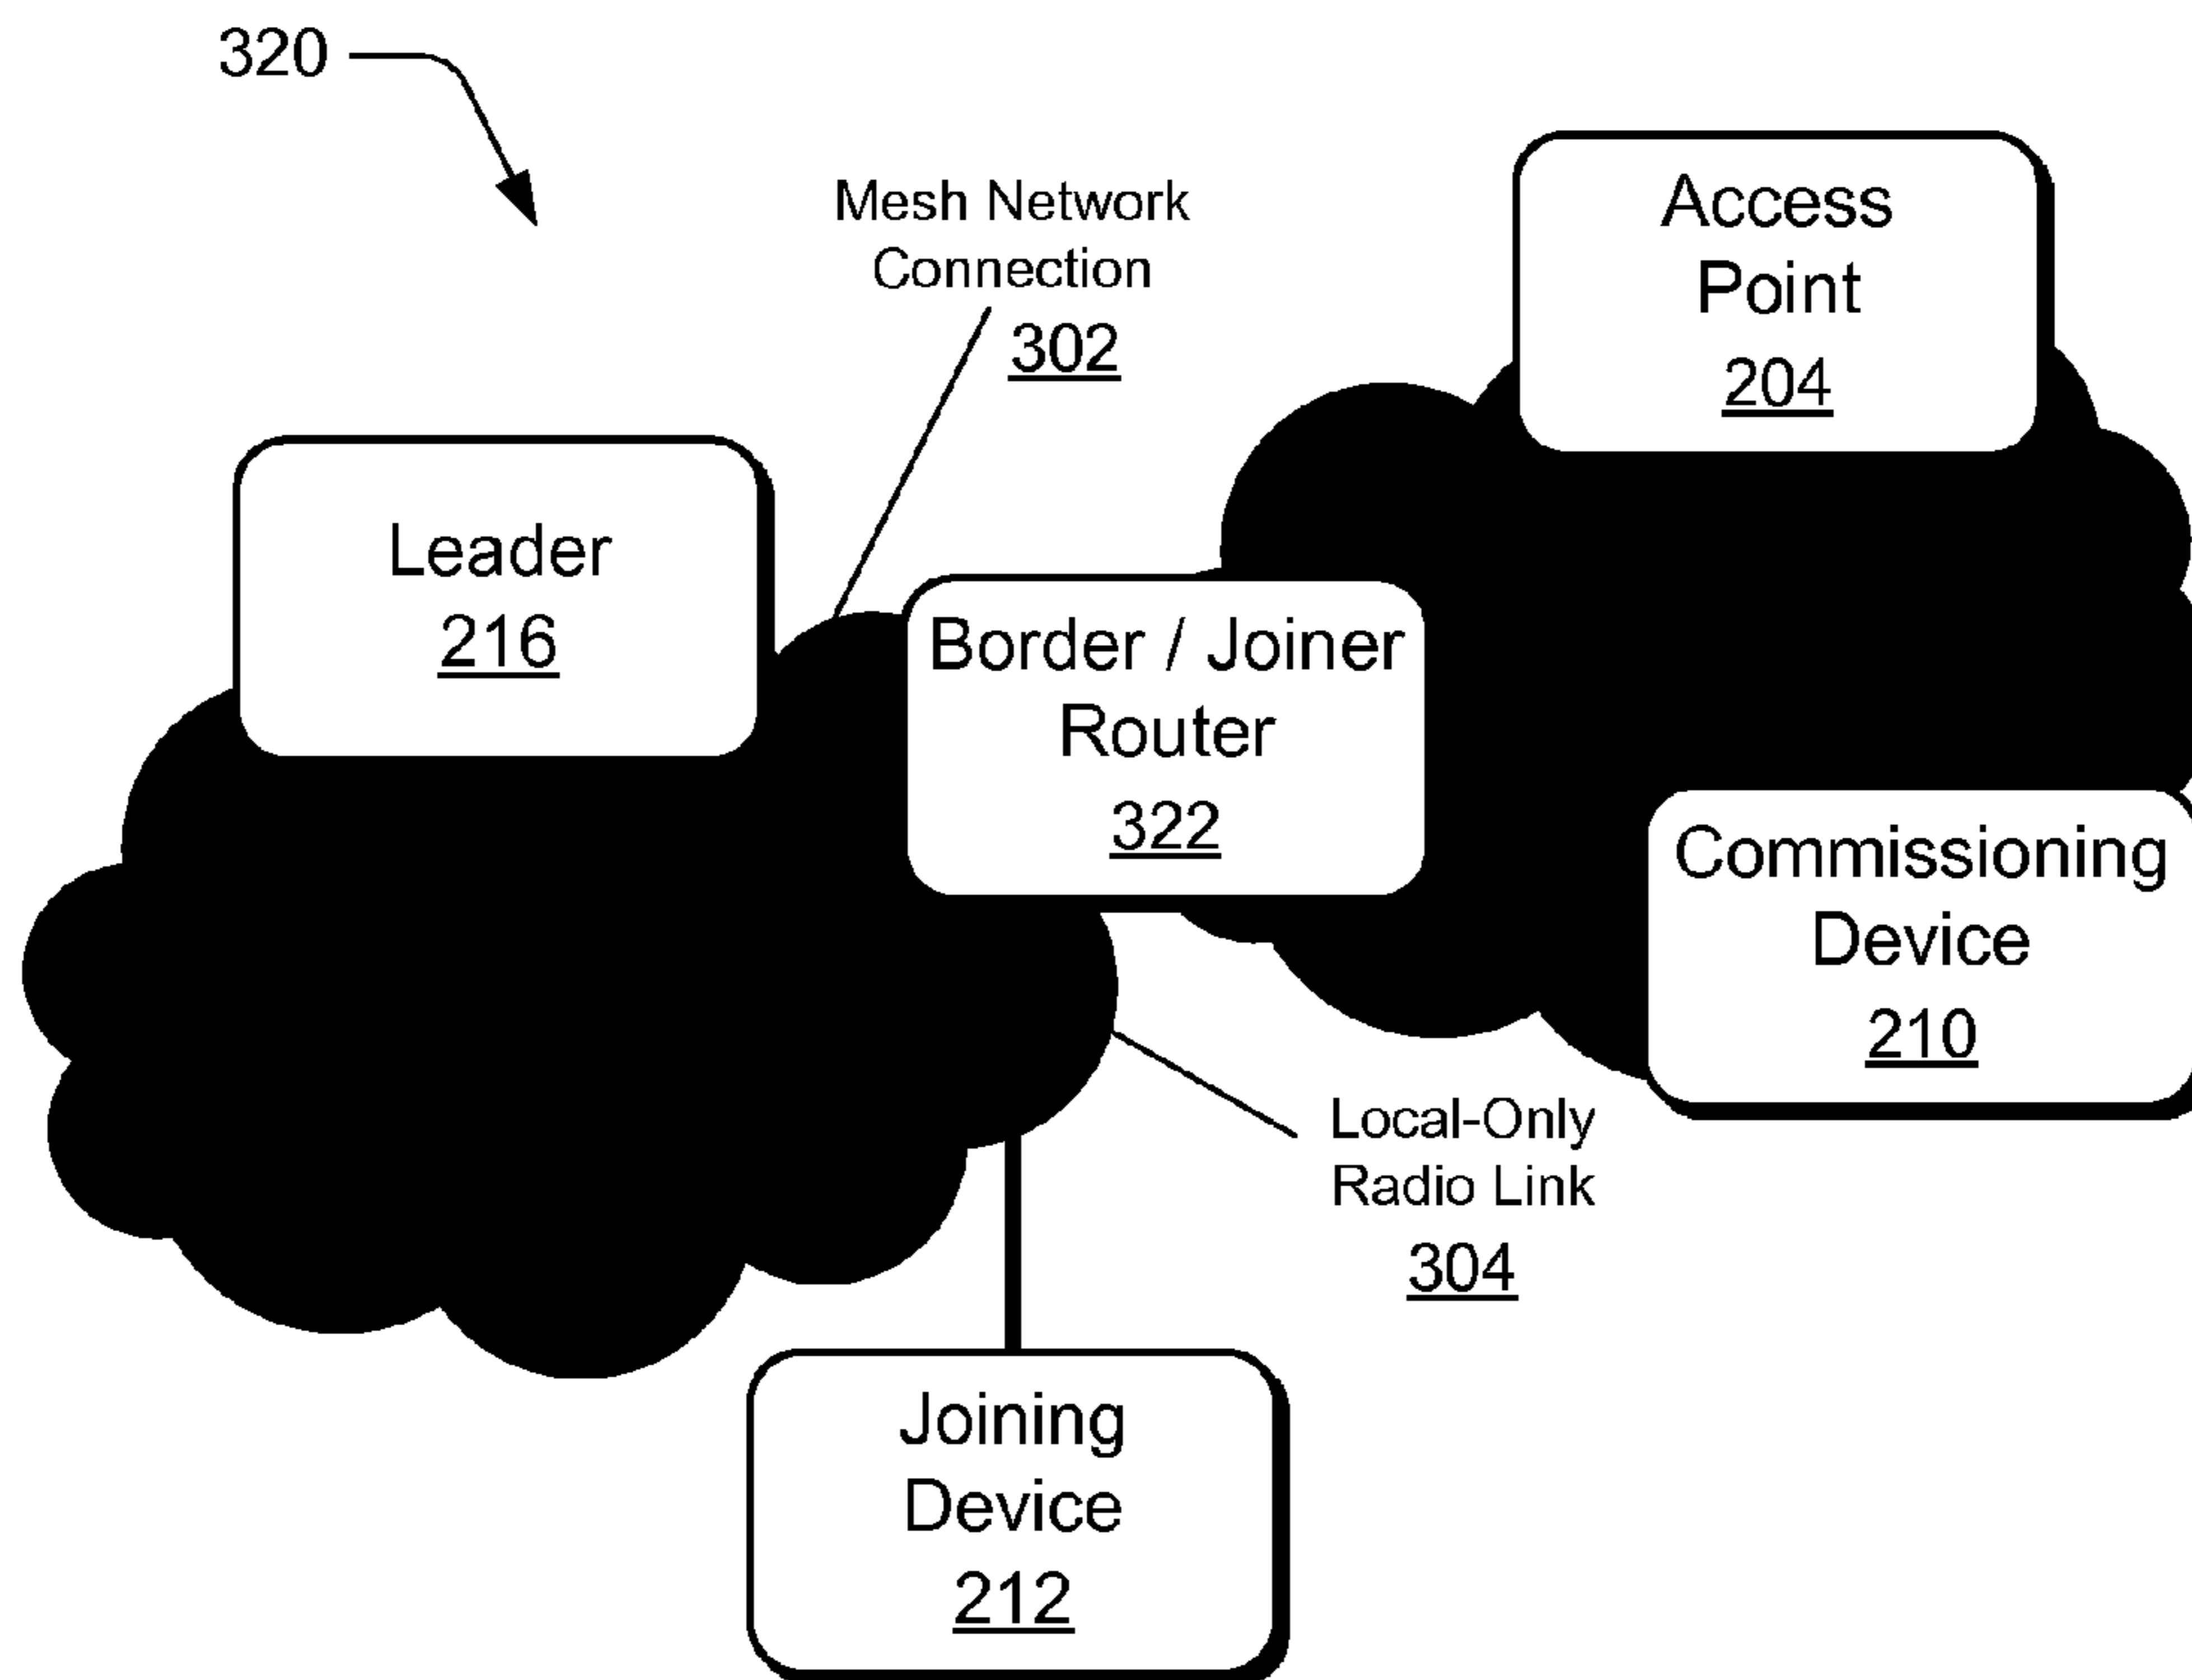 320
Mesh Network
Connection
302
Access
Point
204
Leader
216
Border / Joiner
Router
322
Commissioning
Device
210
Local-Only
Radio Link
304
Joining
Device
212